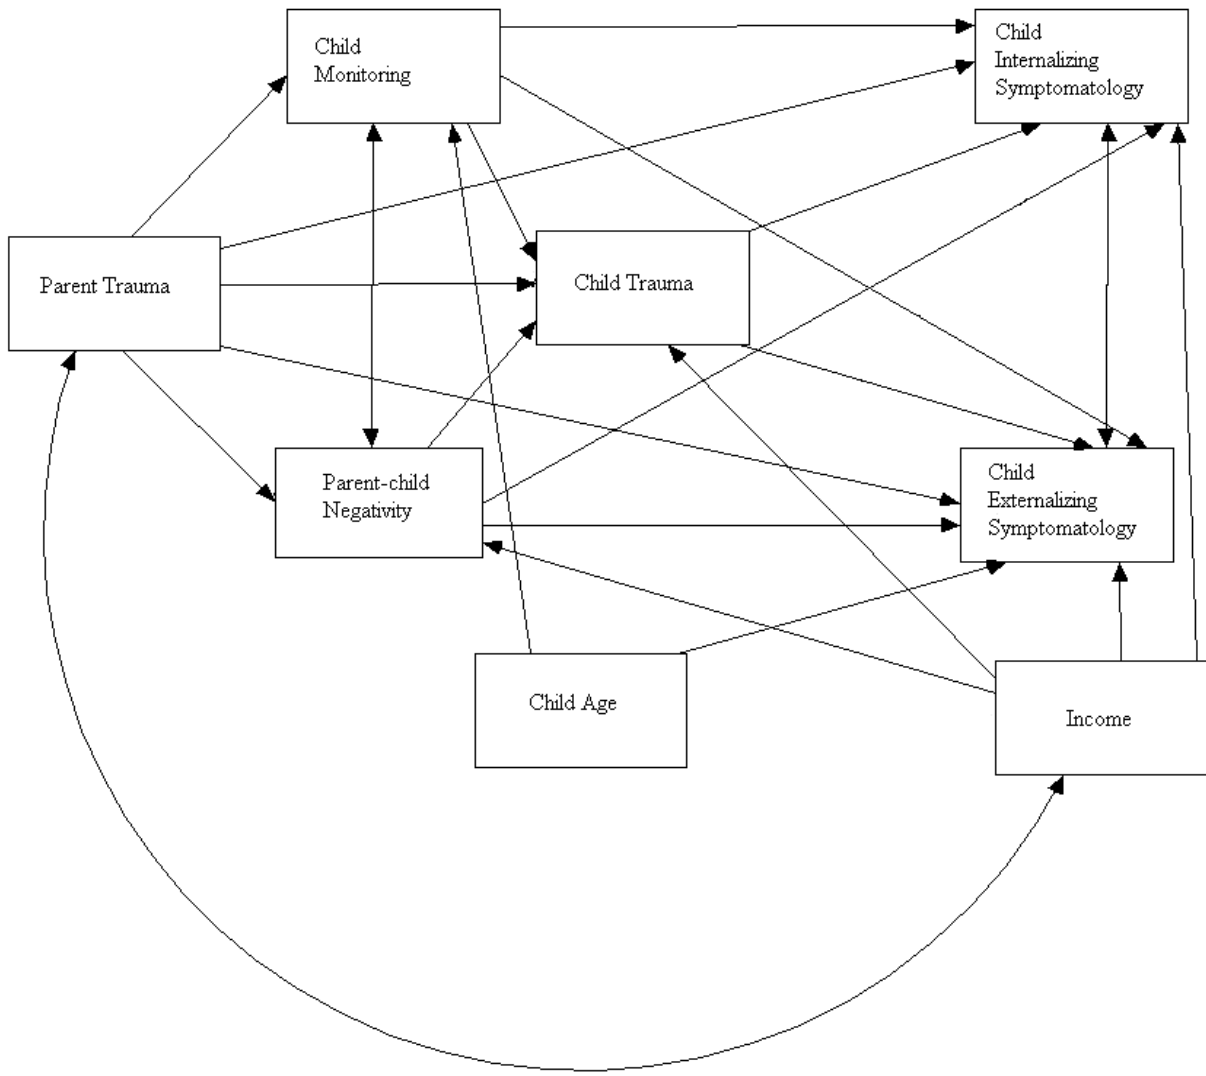 Child
Monitoring
Child
Internalizing
Symptomatology
Parent Trauma
Child Trauma
Parent-child
Negativity
Child
Externalizing
Symptomatology
Child Age
Income